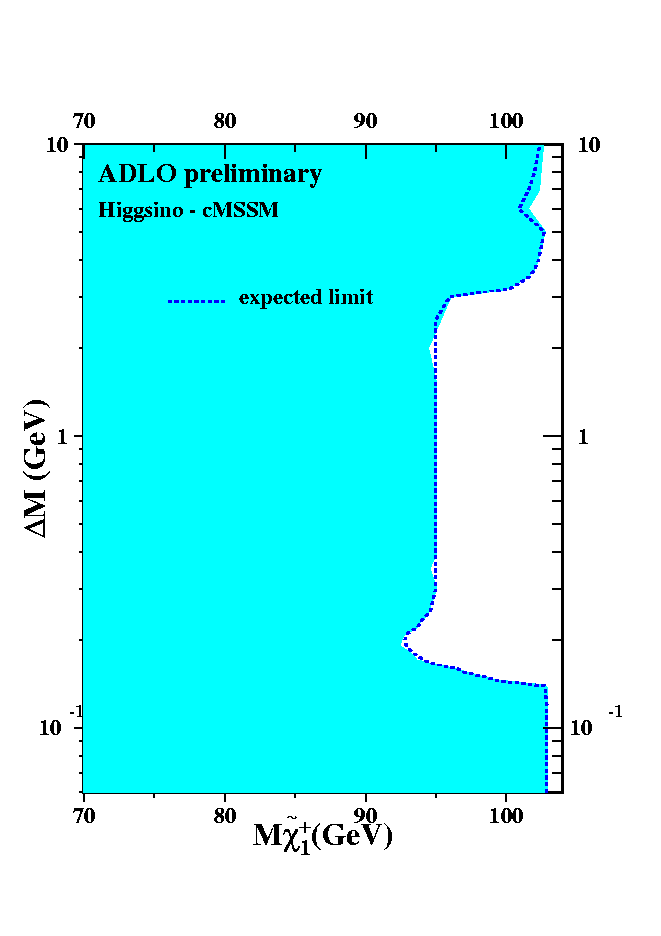 70 80 90 100
10 10
ADLO preliminary
Higgsino - cMSSM
expected limit
ΔM (GeV)
1 1
10 -1 10 -1
70 80 90 100
Mχ̃₁⁺(GeV)